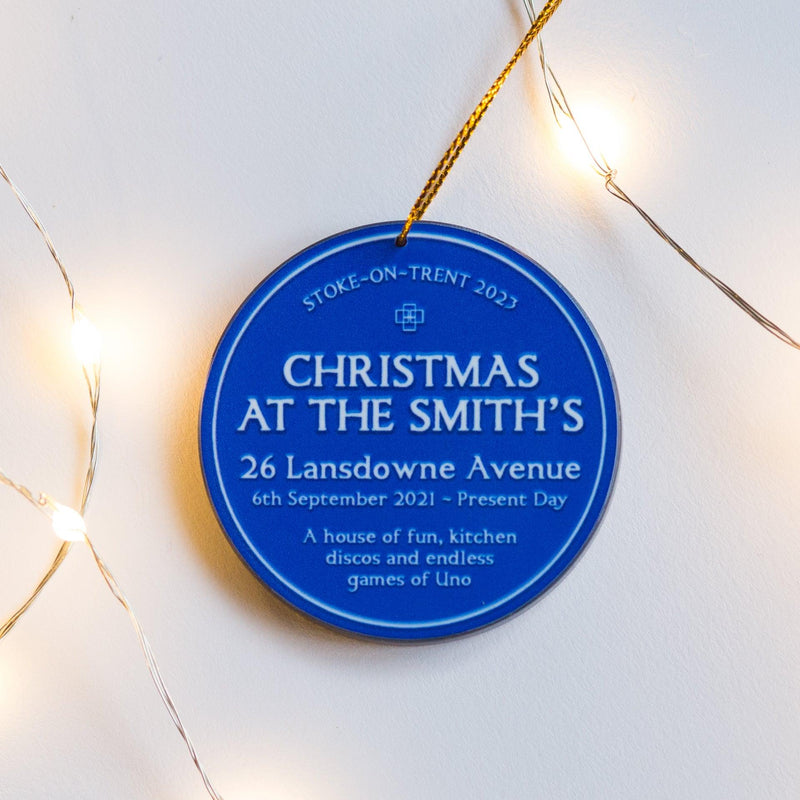 STOKE~ON~TRENT 2023
CHRISTMAS
AT THE SMITH'S
26 Lansdowne Avenue
6th September 2021 ~ Present Day
A house of fun, kitchen
discos and endless
games of Uno